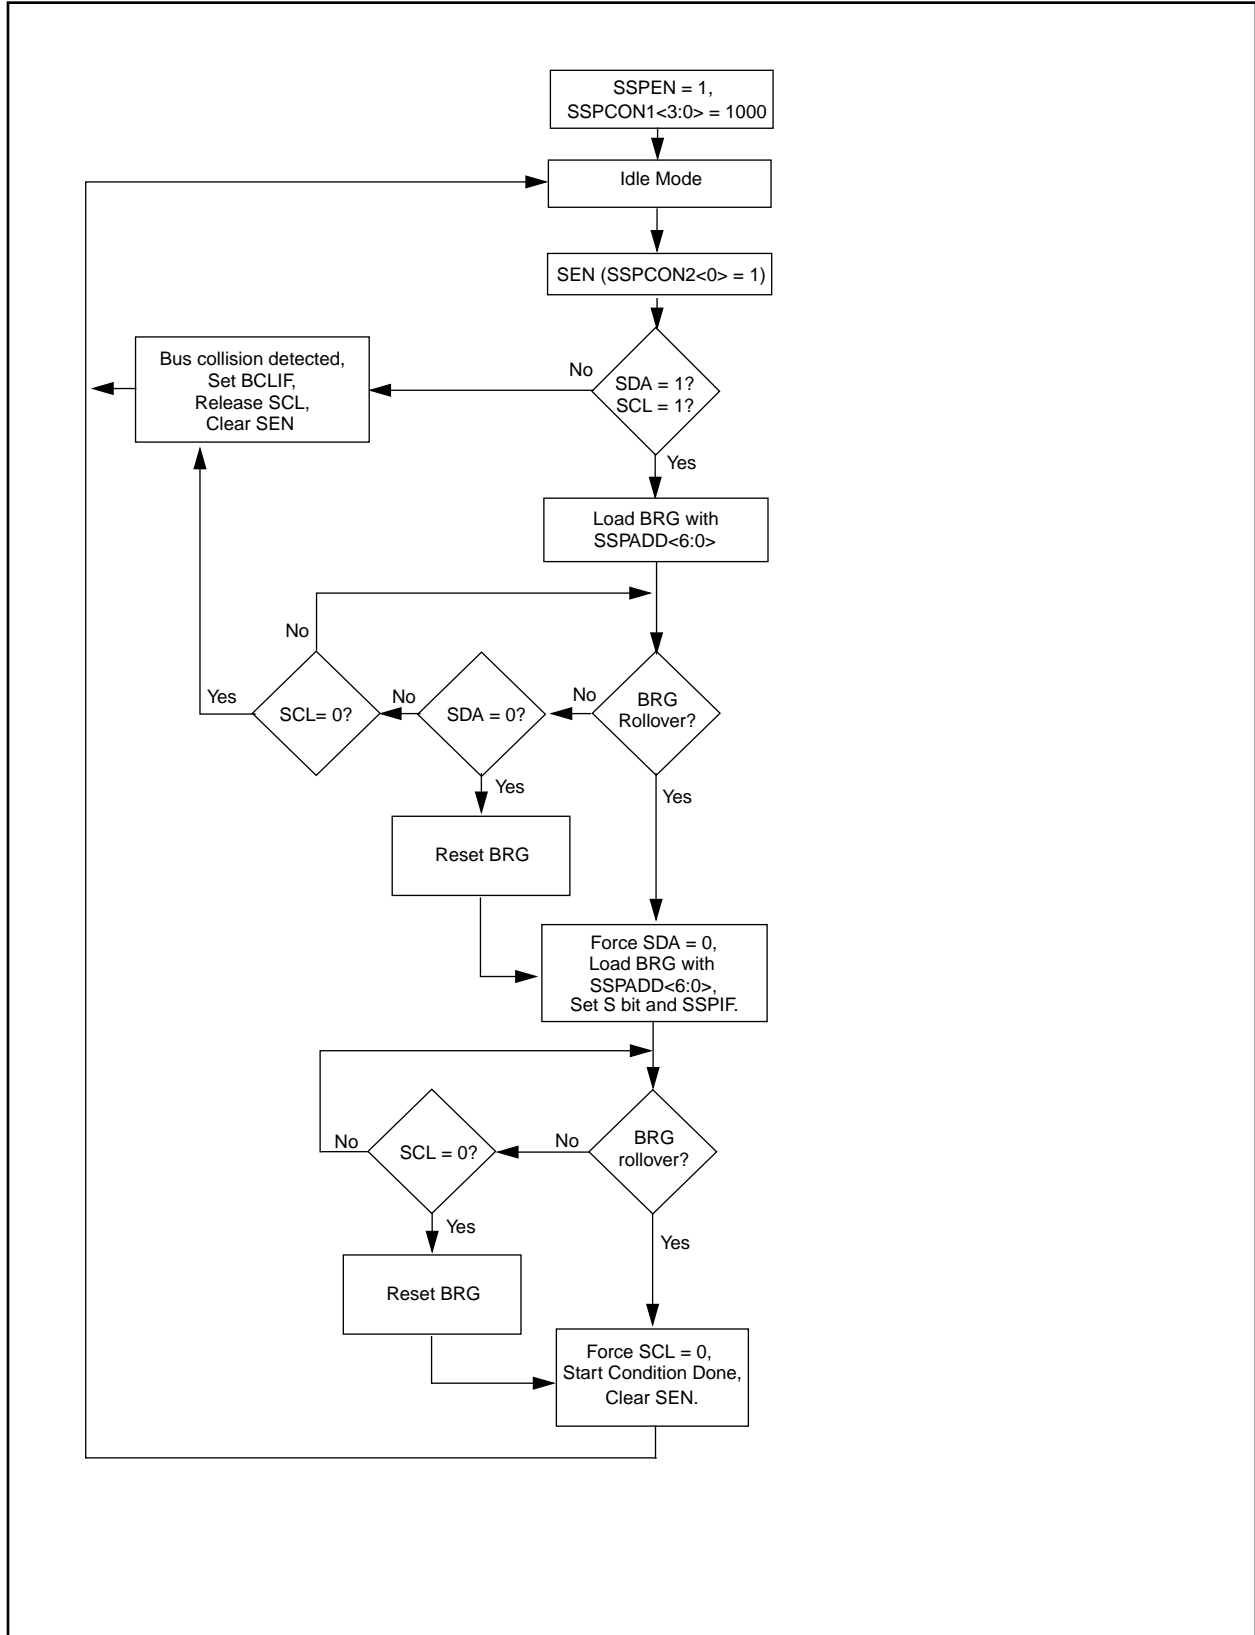 SSPEN = 1,
SSPCON1<3:0> = 1000
Idle Mode
SEN (SSPCON2<0> = 1)
Bus collision detected,
Set BCLIF,
Release SCL,
Clear SEN
No
SDA = 1?
SCL = 1?
Yes
Load BRG with
SSPADD<6:0>
No
Yes
SCL= 0?
No
SDA = 0?
No
BRG
Rollover?
Yes
Yes
Reset BRG
Force SDA = 0,
Load BRG with
SSPADD<6:0>,
Set S bit and SSPIF.
No
SCL = 0?
No
BRG
rollover?
Yes
Yes
Reset BRG
Force SCL = 0,
Start Condition Done,
Clear SEN.